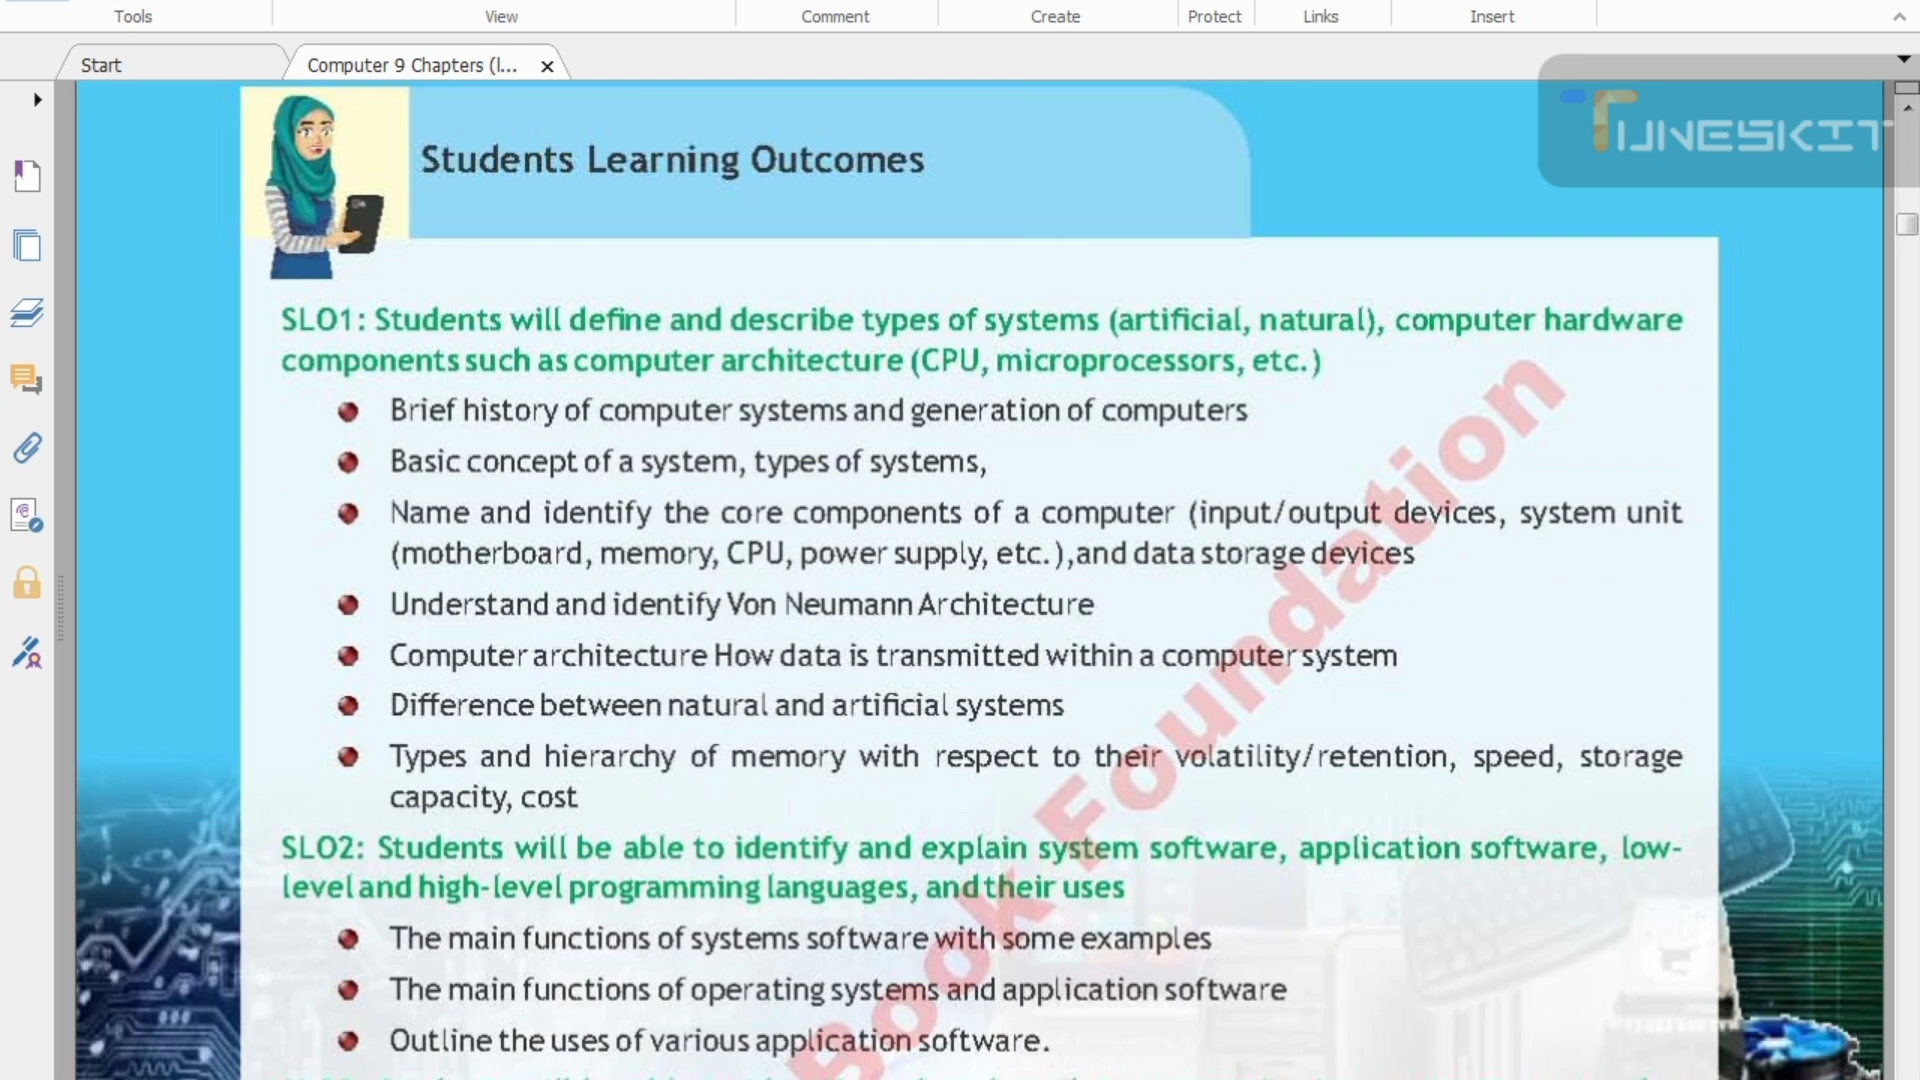 Tools View Comment Create Protect Links Insert
Start Computer 9 Chapters (l...
TUNESKIT
Students Learning Outcomes
SLO1: Students will define and describe types of systems (artificial, natural), computer hardware
components such as computer architecture (CPU, microprocessors, etc.)
Brief history of computer systems and generation of computers
Basic concept of a system, types of systems,
Name and identify the core components of a computer (input/output devices, system unit
(motherboard, memory, CPU, power supply, etc.),and data storage devices
Understand and identify Von Neumann Architecture
Computer architecture How data is transmitted within a computer system
Difference between natural and artificial systems
Types and hierarchy of memory with respect to their volatility/retention, speed, storage
capacity, cost
SLO2: Students will be able to identify and explain system software, application software, low-
level and high-level programming languages, and their uses
The main functions of systems software with some examples
The main functions of operating systems and application software
Outline the uses of various application software.
Book Foundation